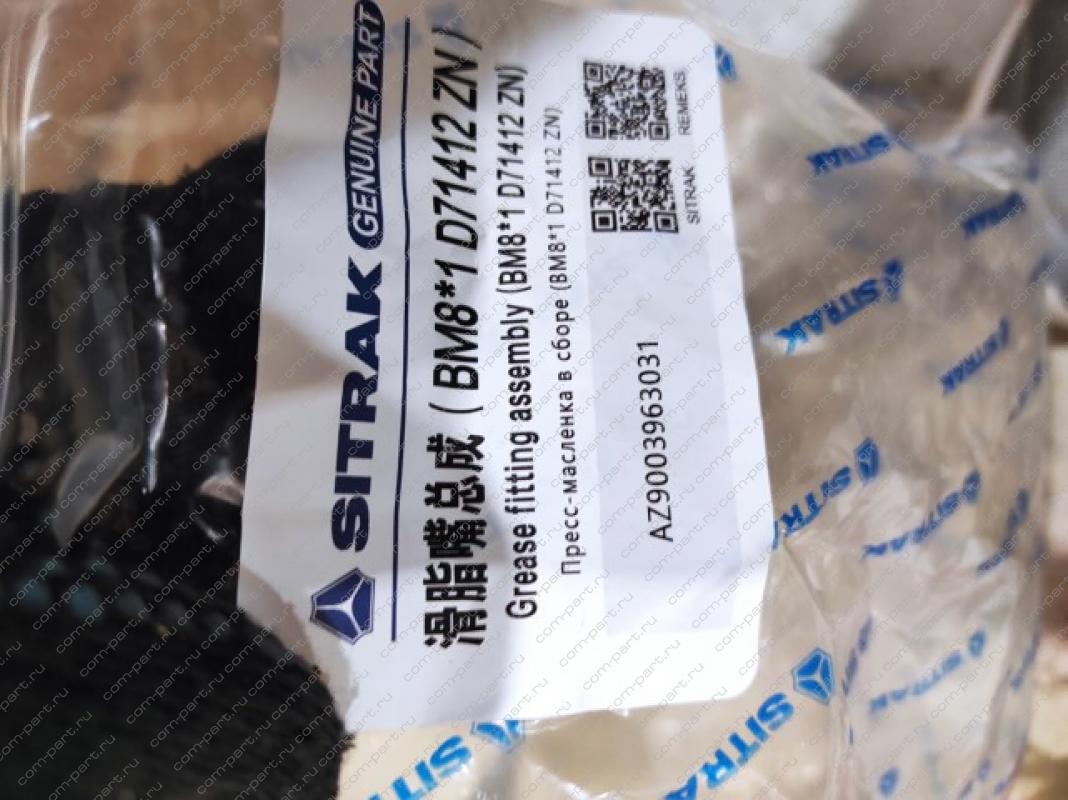 SITRAK GENUINE PART
滑脂嘴总成 ( BM8*1 D71412 ZN )
Grease fitting assembly (BM8*1 D71412 ZN)
Пресс-масленка в сборе (BM8*1 D71412 ZN)
AZ9003963031
SITRAK
REMEKS
SITRAK
SITRAK
SITRAK
SITRAK
SITRAK
com-part.ru